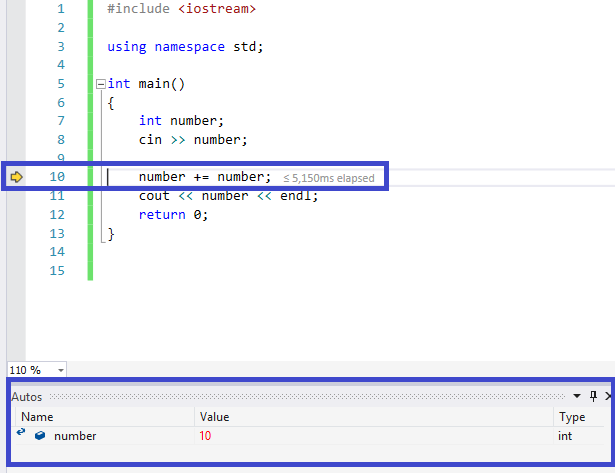 1 #include <iostream>
2
3 using namespace std;
4
5 int main()
6 {
7 int number;
8 cin >> number;
9
10 number += number; ≤ 5,150ms elapsed
11 cout << number << endl;
12 return 0;
13 }
14
15
110 %
Autos
Name Value Type
number 10 int